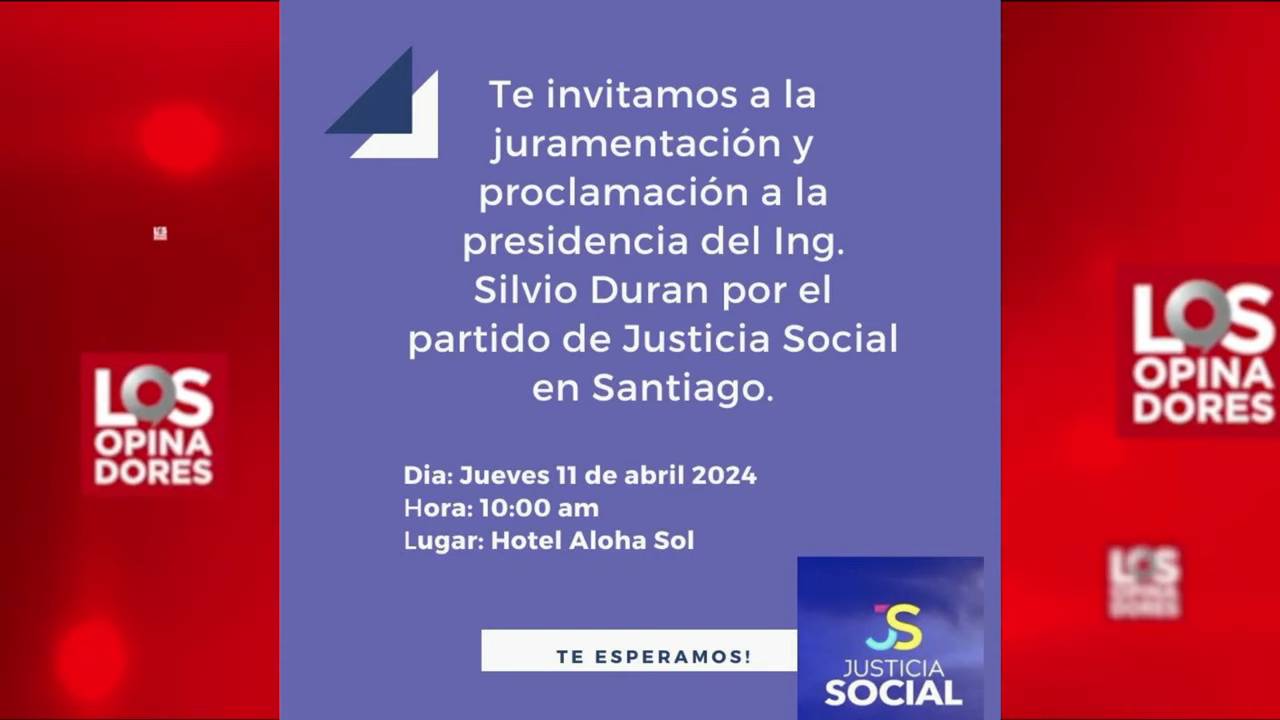 Te invitamos a la
juramentación y
proclamación a la
presidencia del Ing.
Silvio Duran por el
partido de Justicia Social
en Santiago.
Dia: Jueves 11 de abril 2024
Hora: 10:00 am
Lugar: Hotel Aloha Sol
TE ESPERAMOS!
JS
JUSTICIA
SOCIAL
LOS
OPINA
DORES
LOS
OPINA
DORES
LOS
OPINA
DORES